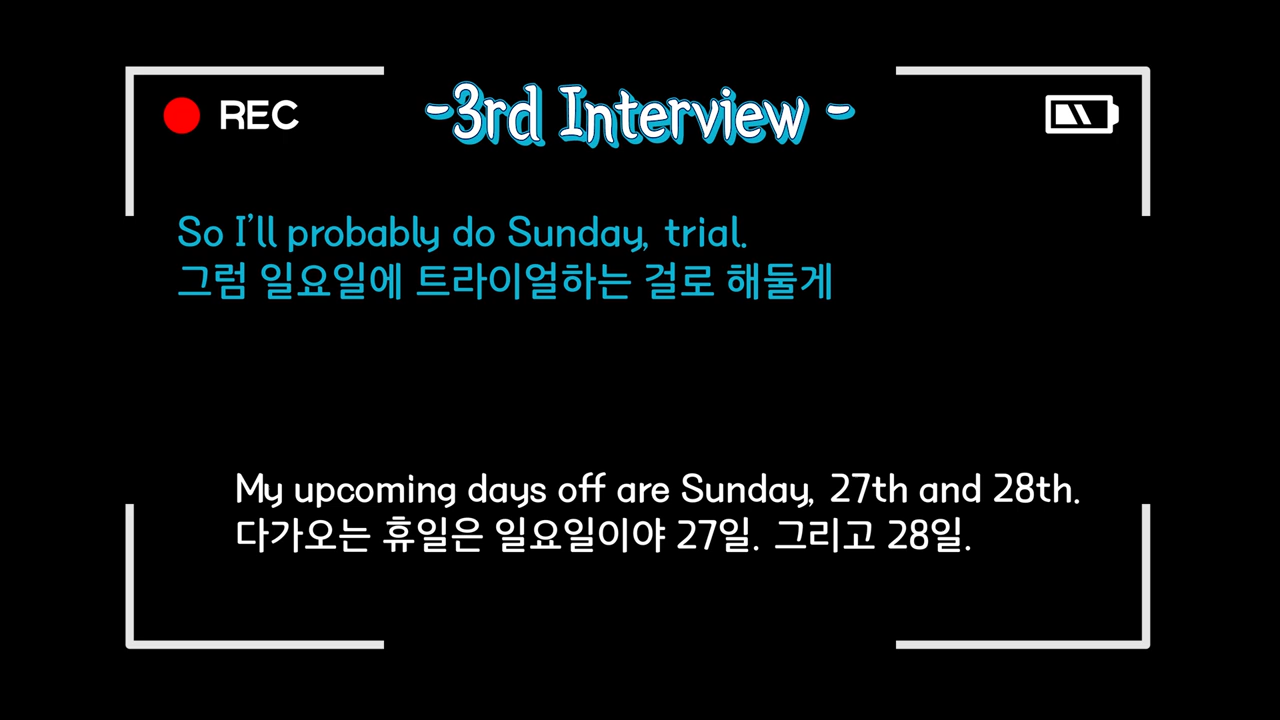 REC
-3rd Interview -
So I'll probably do Sunday, trial.
그럼 일요일에 트라이얼하는 걸로 해둘게
My upcoming days off are Sunday, 27th and 28th.
다가오는 휴일은 일요일이야 27일. 그리고 28일.